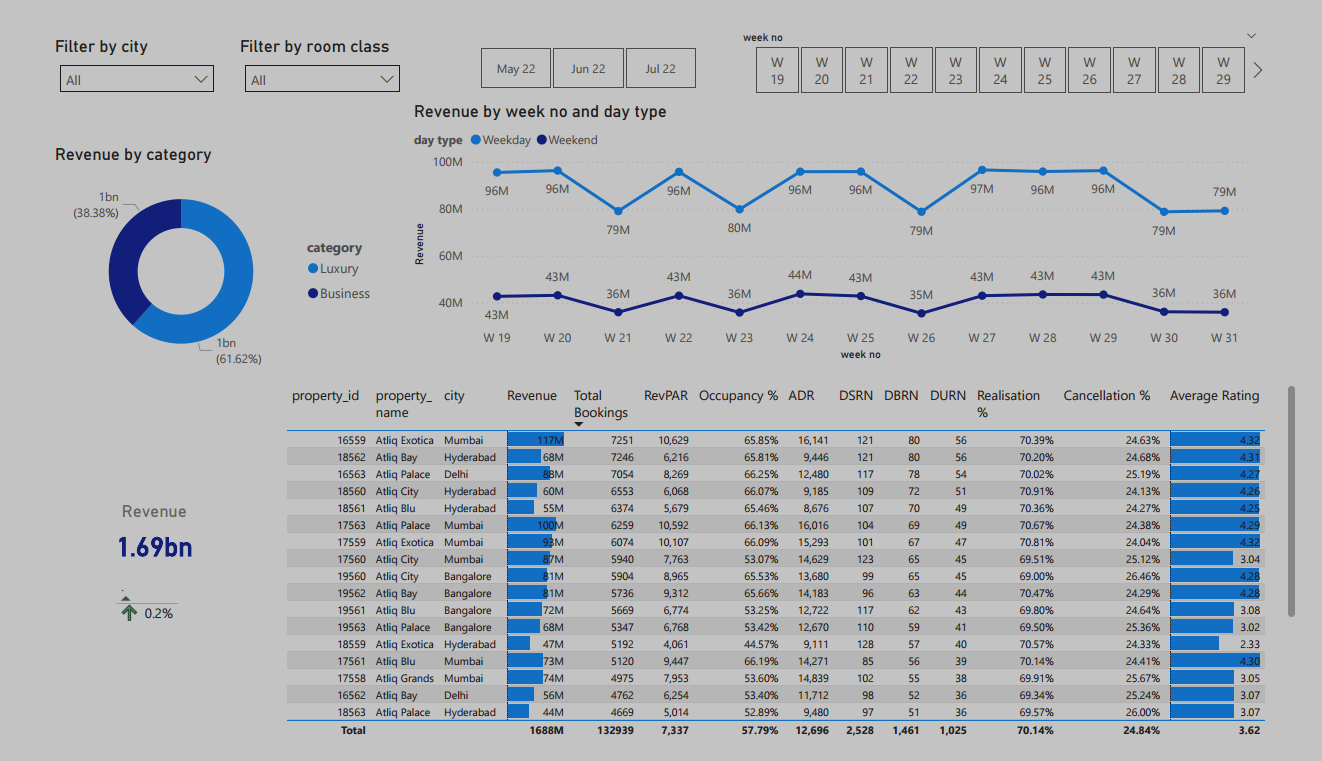 Filter by city
All
Filter by room class
All
May 22
Jun 22
Jul 22
week no
W 19
W 20
W 21
W 22
W 23
W 24
W 25
W 26
W 27
W 28
W 29
Revenue by category
1bn
(38.38%)
1bn
(61.62%)
category
Luxury
Business
Revenue by week no and day type
day type Weekday Weekend
Revenue
100M
80M
60M
40M
96M 96M 79M 96M 80M 96M 96M 79M 97M 96M 96M 79M 79M
43M 43M 36M 43M 36M 44M 43M 35M 43M 43M 43M 36M 36M
W 19 W 20 W 21 W 22 W 23 W 24 W 25 W 26 W 27 W 28 W 29 W 30 W 31
week no
Revenue
1.69bn
0.2%
property_id property_name city Revenue Total Bookings RevPAR Occupancy % ADR DSRN DBRN DURN Realisation % Cancellation % Average Rating
16559 Atliq Exotica Mumbai 117M 7251 10,629 65.85% 16,141 121 80 56 70.39% 24.63% 4.32
18562 Atliq Bay Hyderabad 68M 7246 6,216 65.81% 9,446 121 80 56 70.20% 24.68% 4.31
16563 Atliq Palace Delhi 88M 7054 8,269 66.25% 12,480 117 78 54 70.02% 25.19% 4.27
18560 Atliq City Hyderabad 60M 6553 6,068 66.07% 9,185 109 72 51 70.91% 24.13% 4.26
18561 Atliq Blu Hyderabad 55M 6374 5,679 65.46% 8,676 107 70 49 70.36% 24.27% 4.25
17563 Atliq Palace Mumbai 100M 6259 10,592 66.13% 16,016 104 69 49 70.67% 24.38% 4.29
17559 Atliq Exotica Mumbai 93M 6074 10,107 66.09% 15,293 101 67 47 70.81% 24.04% 4.32
17560 Atliq City Mumbai 87M 5940 7,763 53.07% 14,629 123 65 45 69.51% 25.12% 3.04
19560 Atliq City Bangalore 81M 5904 8,965 65.53% 13,680 99 65 45 69.00% 26.46% 4.28
19562 Atliq Bay Bangalore 81M 5736 9,312 65.66% 14,183 96 63 44 70.47% 24.29% 4.28
19561 Atliq Blu Bangalore 72M 5669 6,774 53.25% 12,722 117 62 43 69.80% 24.64% 3.08
19563 Atliq Palace Bangalore 68M 5347 6,768 53.42% 12,670 110 59 41 69.50% 25.36% 3.02
18559 Atliq Exotica Hyderabad 47M 5192 4,061 44.57% 9,111 128 57 40 70.57% 24.33% 2.33
17561 Atliq Blu Mumbai 73M 5120 9,447 66.19% 14,271 85 56 39 70.14% 24.41% 4.30
17558 Atliq Grands Mumbai 74M 4975 7,953 53.60% 14,839 102 55 38 69.91% 25.67% 3.05
16562 Atliq Bay Delhi 56M 4762 6,254 53.40% 11,712 98 52 36 69.34% 25.24% 3.07
18563 Atliq Palace Hyderabad 44M 4669 5,014 52.89% 9,480 97 51 36 69.57% 26.00% 3.07
Total 1688M 132939 7,337 57.79% 12,696 2,528 1,461 1,025 70.14% 24.84% 3.62